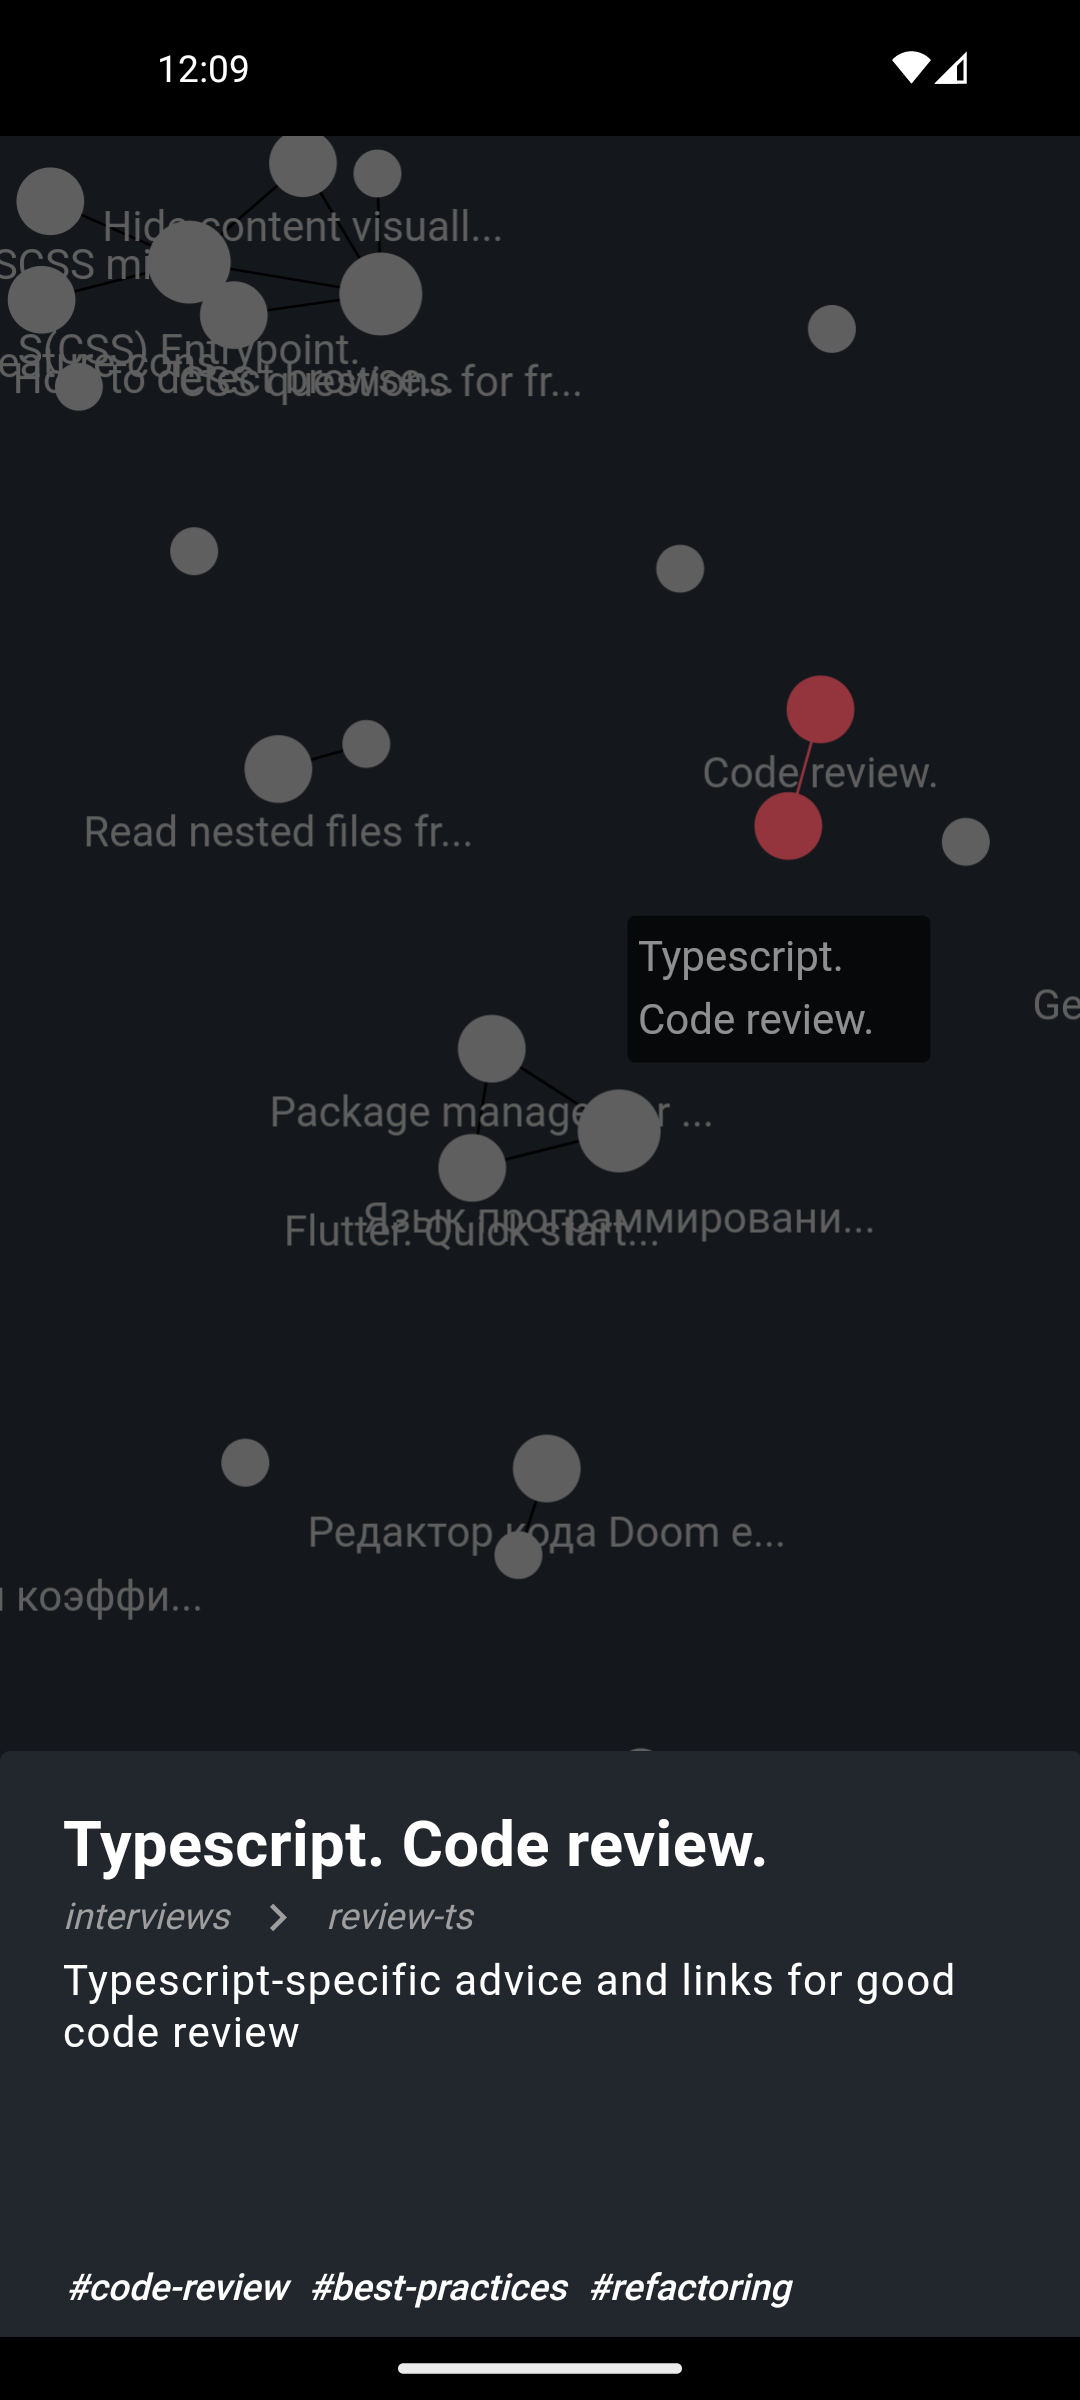 12:09
Hide content visuall...
SCSS mi
S(CSS) Entrypoint.
eature cons
How to detect browse...
CSS questions for fr...
Code review.
Read nested files fr...
Typescript.
Code review.
Ge
Package manager ...
Язык программировани...
Flutter. Quick start...
Редактор кода Doom e...
коэффи...
Typescript. Code review.
interviews > review-ts
Typescript-specific advice and links for good
code review
#code-review #best-practices #refactoring